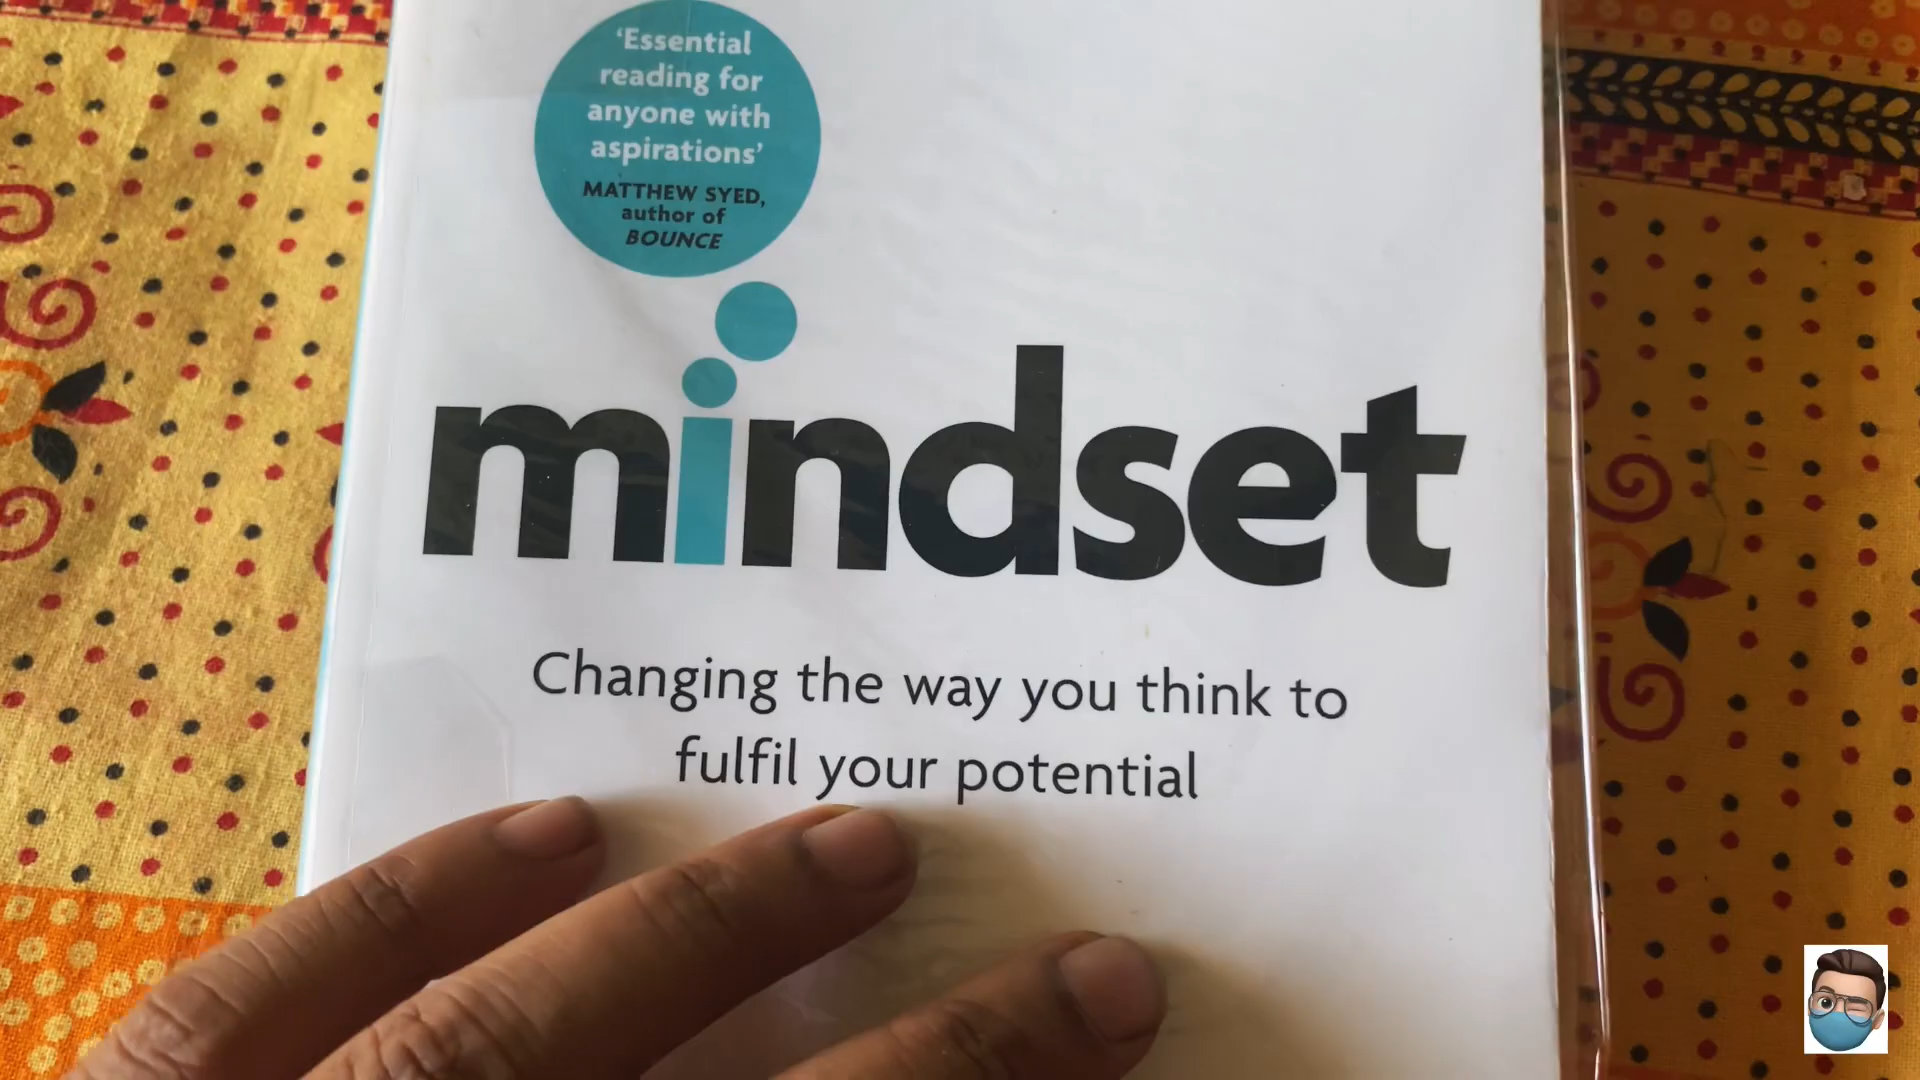 ‘Essential
reading for
anyone with
aspirations’
MATTHEW SYED,
author of
BOUNCE
mindset
Changing the way you think to
fulfil your potential